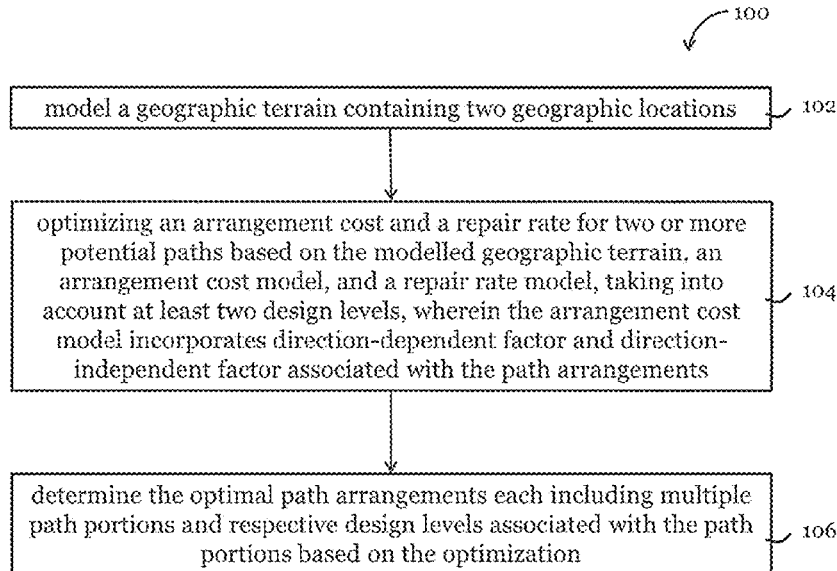 100
model a geographic terrain containing two geographic locations
102
optimizing an arrangement cost and a repair rate for two or more
potential paths based on the modelled geographic terrain, an
arrangement cost model, and a repair rate model, taking into
account at least two design levels, wherein the arrangement cost
model incorporates direction-dependent factor and direction-
independent factor associated with the path arrangements
104
determine the optimal path arrangements each including multiple
path portions and respective design levels associated with the path
portions based on the optimization
106